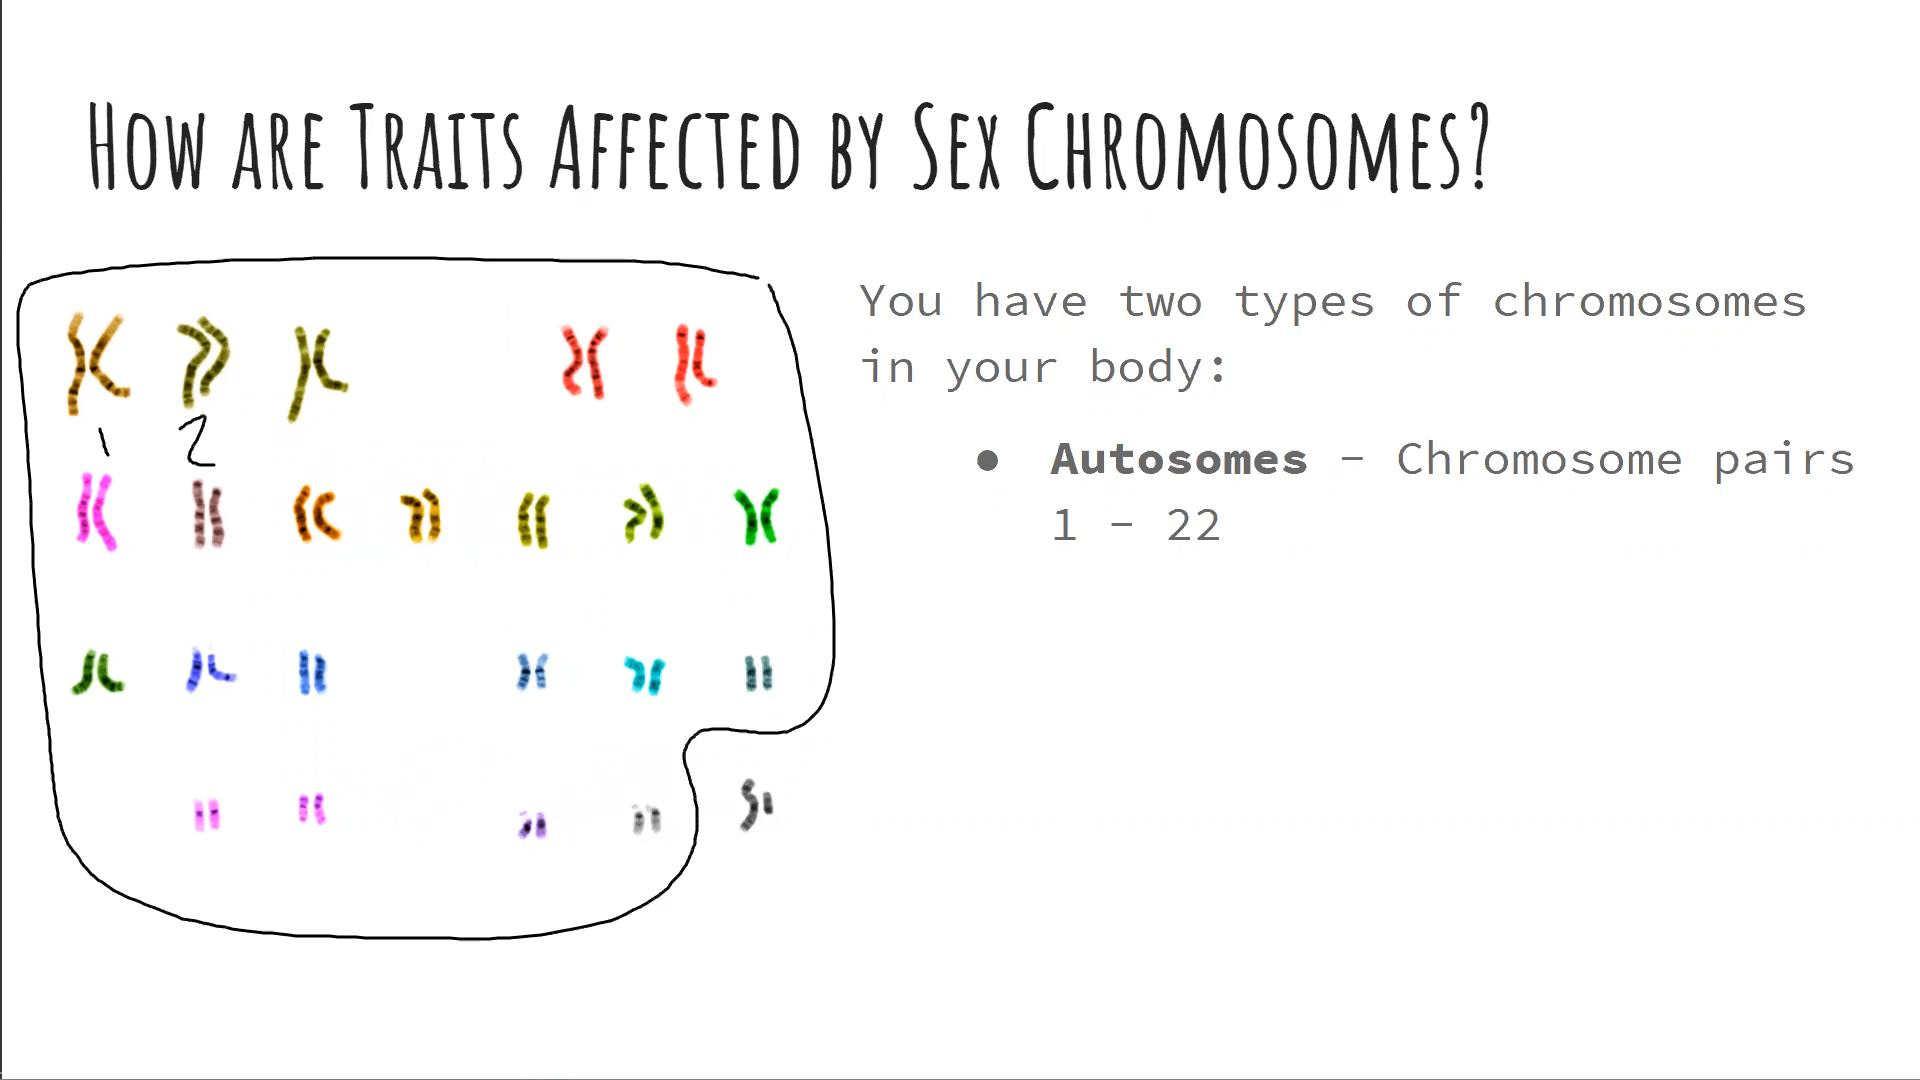 How are Traits Affected by Sex Chromosomes?
You have two types of chromosomes
in your body:
● Autosomes – Chromosome pairs
1 – 22
1 2